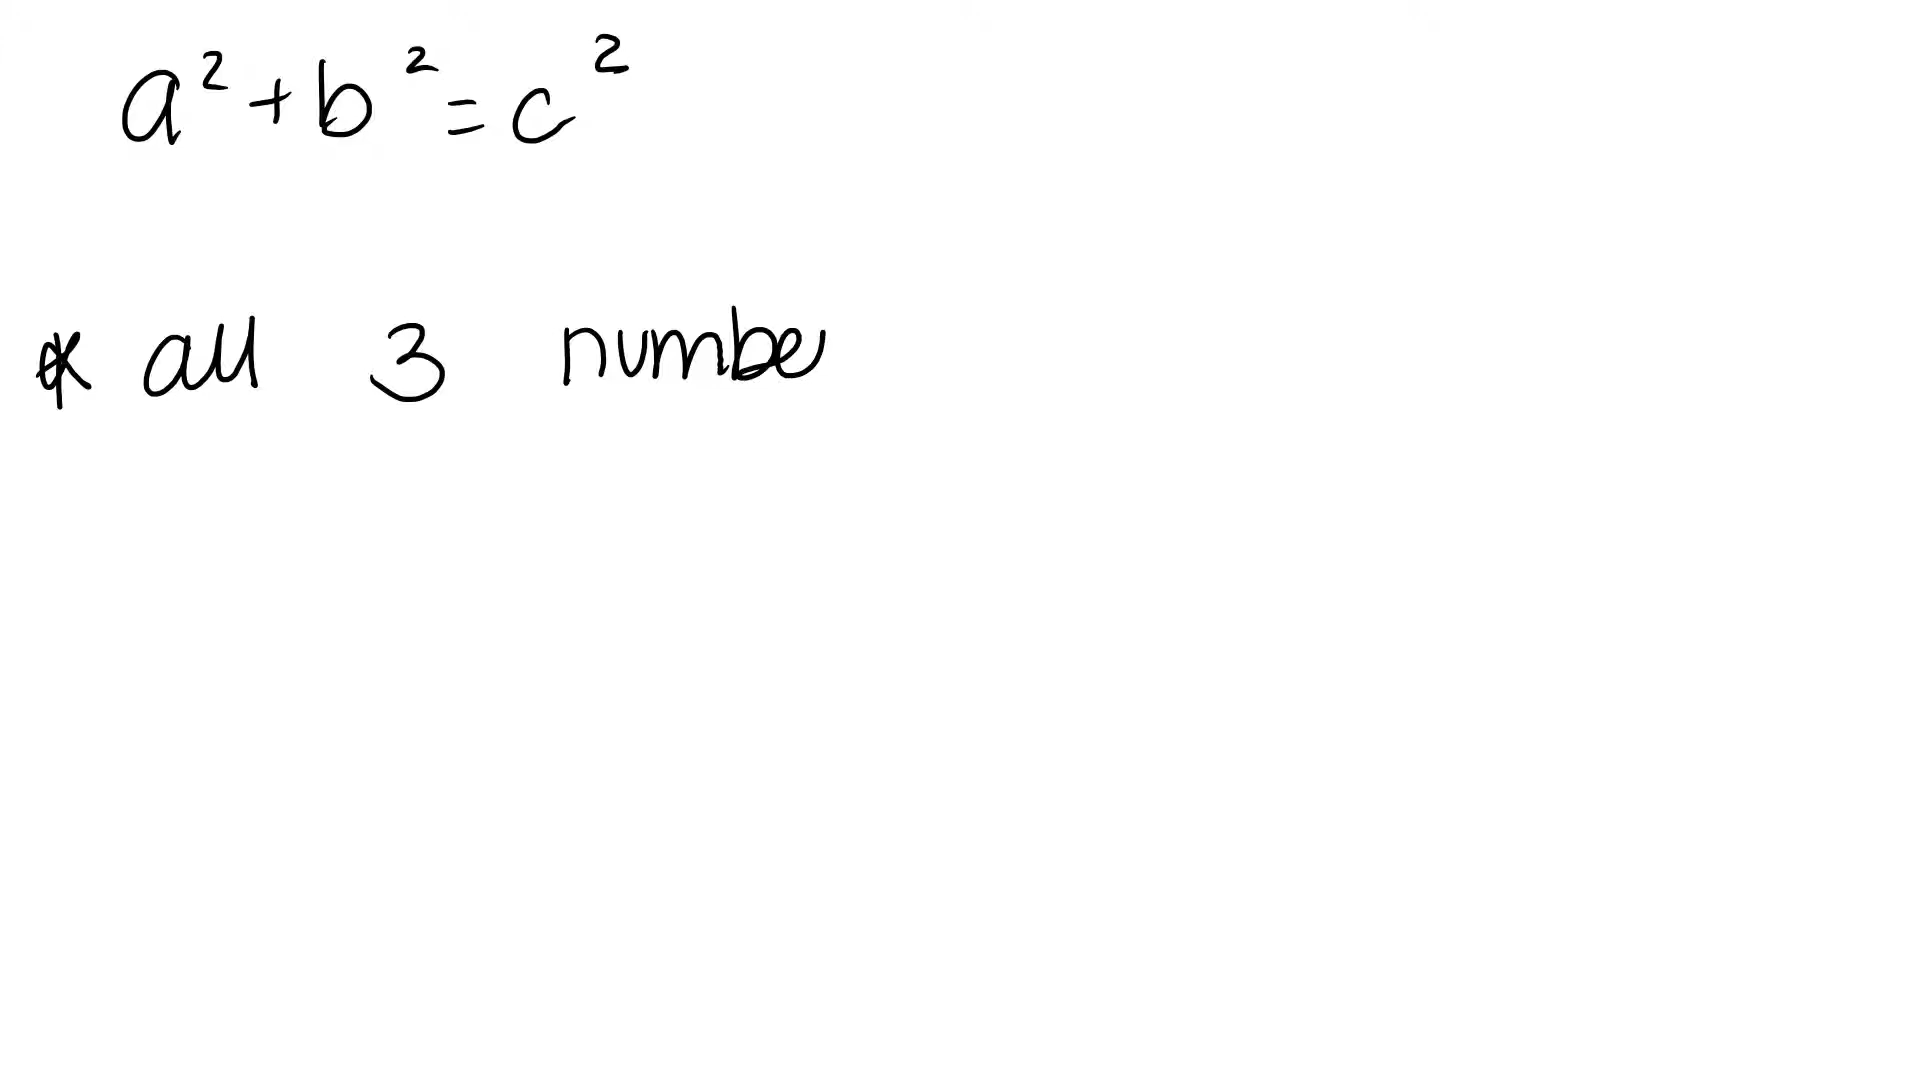 a² + b² = c²
* all 3 numbe